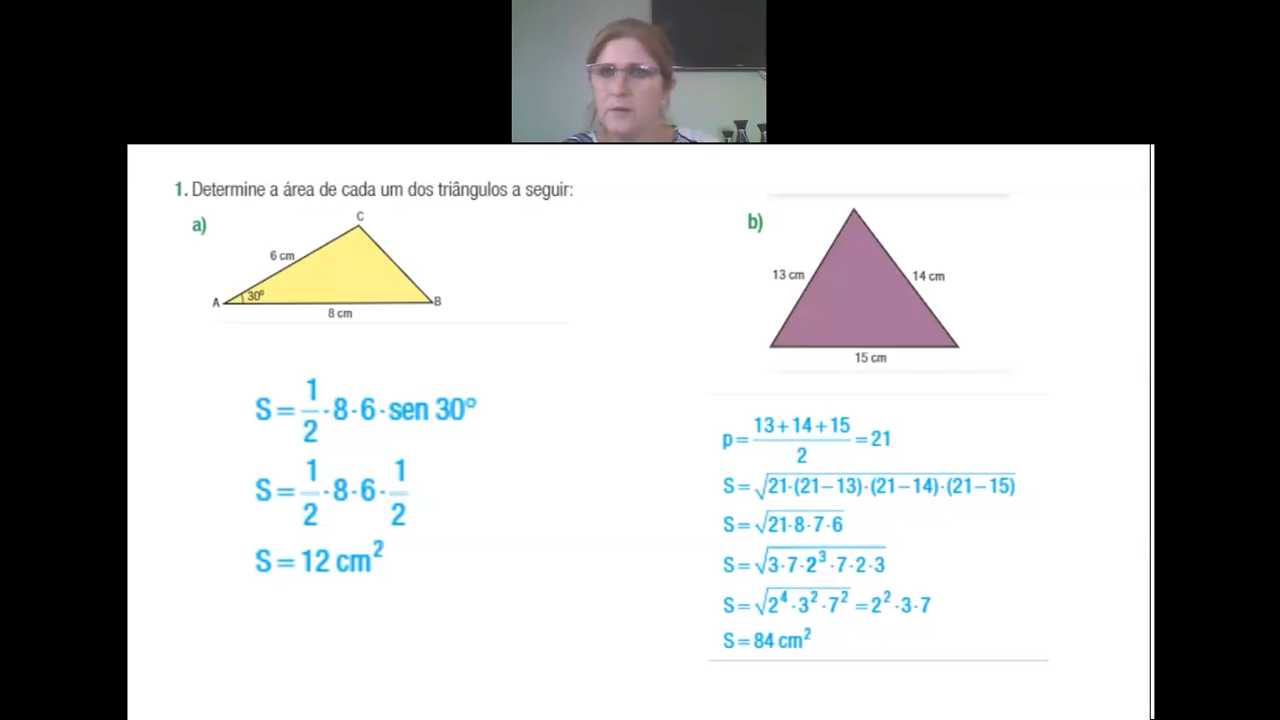 1. Determine a área de cada um dos triângulos a seguir:
a)
C
6 cm
A
30º
B
8 cm
S = 1/2 · 8 · 6 · sen 30°
S = 1/2 · 8 · 6 · 1/2
S = 12 cm²
b)
13 cm
14 cm
15 cm
p = (13 + 14 + 15)/2 = 21
S = √(21 · (21 − 13) · (21 − 14) · (21 − 15))
S = √(21 · 8 · 7 · 6)
S = √(3 · 7 · 2³ · 7 · 2 · 3)
S = √(2⁴ · 3² · 7²) = 2² · 3 · 7
S = 84 cm²